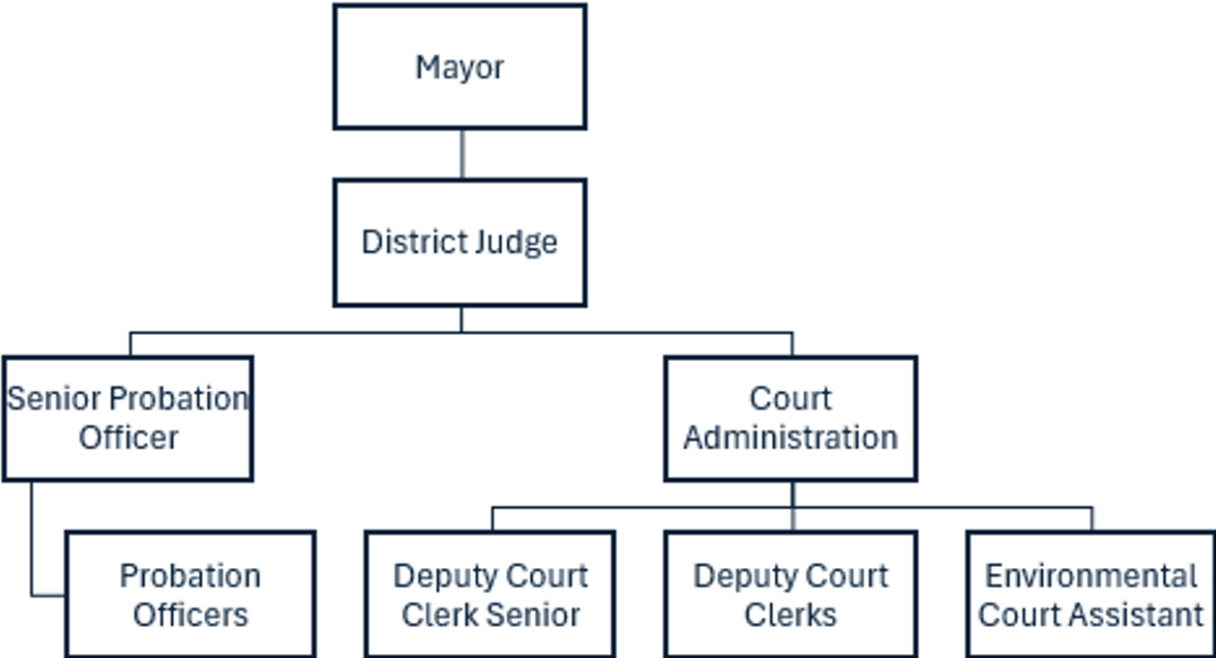 Mayor
District Judge
Senior Probation
Officer
Court
Administration
Probation
Officers
Deputy Court
Clerk Senior
Deputy Court
Clerks
Environmental
Court Assistant